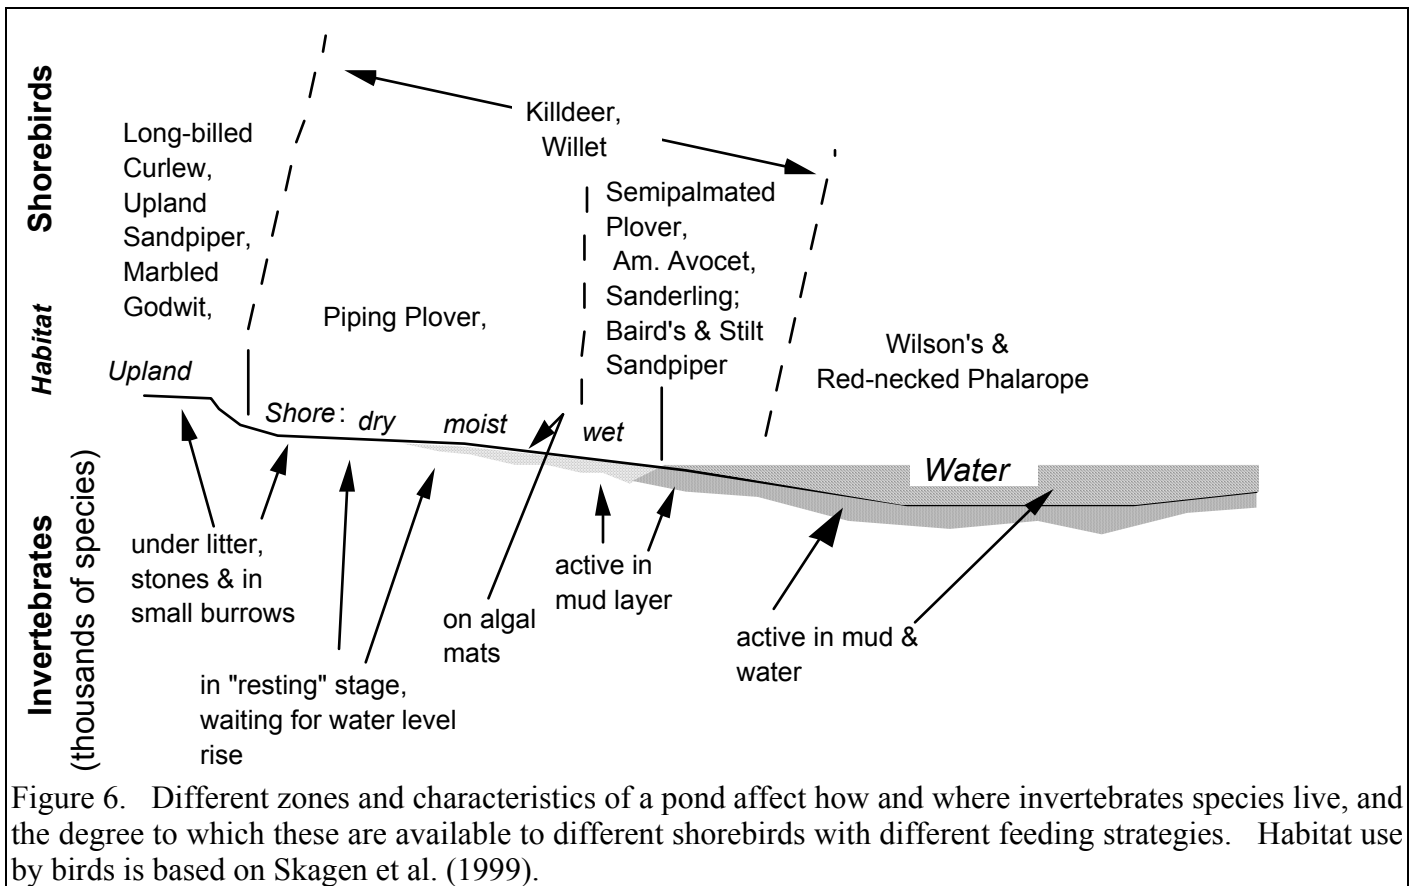 Shorebirds
Habitat
Invertebrates
(thousands of species)
Long-billed
Curlew,
Upland
Sandpiper,
Marbled
Godwit,
Killdeer,
Willet
Piping Plover,
Semipalmated
Plover,
Am. Avocet,
Sanderling;
Baird's & Stilt
Sandpiper
Wilson's &
Red-necked Phalarope
Upland
Shore: dry moist wet
Water
under litter,
stones & in
small burrows
in "resting" stage,
waiting for water level
rise
on algal
mats
active in
mud layer
active in mud &
water
Figure 6. Different zones and characteristics of a pond affect how and where invertebrates species live, and
the degree to which these are available to different shorebirds with different feeding strategies. Habitat use
by birds is based on Skagen et al. (1999).